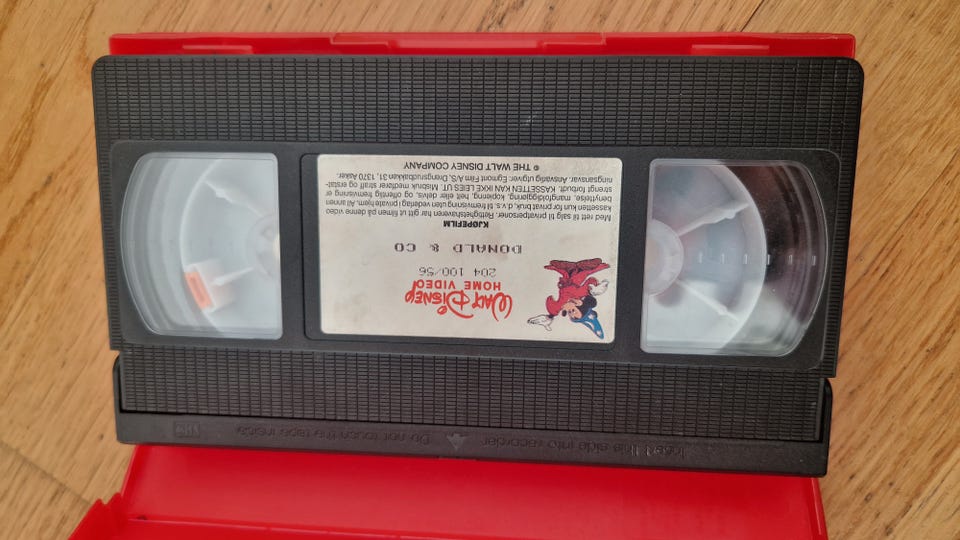 WALT DISNEY
HOME VIDEO
204 100/56
DONALD & CO
KJØPEFILM
Med rett til salg til privatpersoner. Rettighetshaverne har gitt ut filmen på denne video
kassetten kun for privat bruk, d.v.s. til fremvisning uten vederlag i private hjem. All annen
benyttelse, mangfoldiggjøring, kopiering, helt eller delvis, og offentlig fremvisning er
strengt forbudt. KASSETTEN KAN IKKE LEIES UT. Misbruk medfører straff og erstat-
ningsansvar. Ansvarlig utgiver: Egmont Film A/S, Drengsrudbekken 31, 1370 Asker.
© THE WALT DISNEY COMPANY
Insert this side into recorder
Do not touch the tape inside
VHS